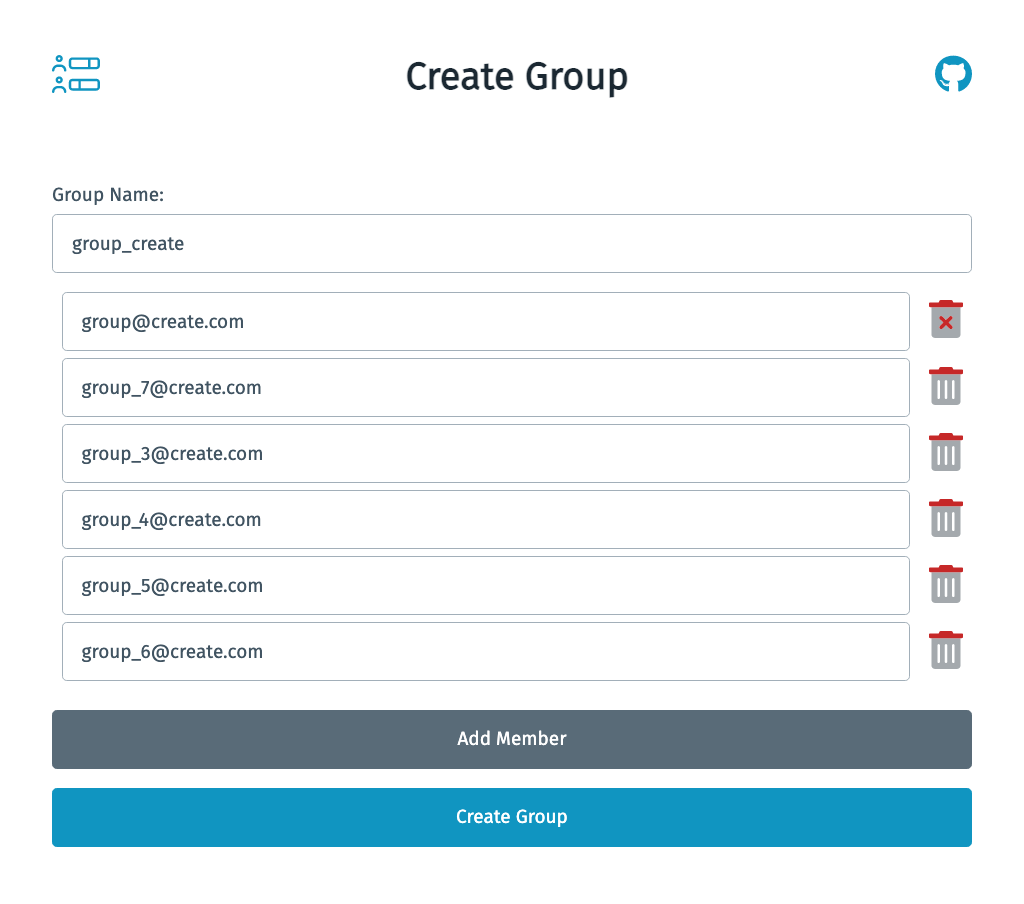 Create Group
Group Name:
group_create
group@create.com
group_7@create.com
group_3@create.com
group_4@create.com
group_5@create.com
group_6@create.com
Add Member
Create Group